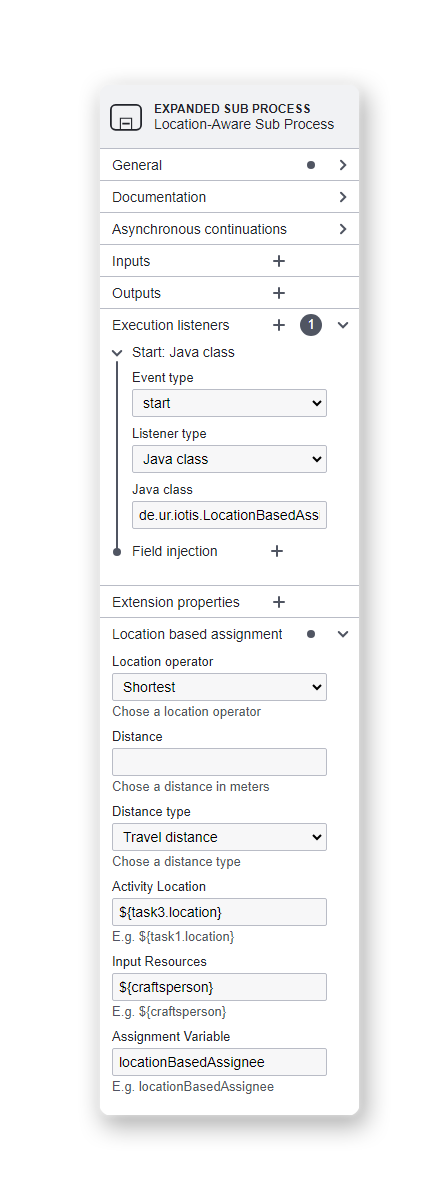 EXPANDED SUB PROCESS
Location-Aware Sub Process
General
Documentation
Asynchronous continuations
Inputs
Outputs
Execution listeners 1
Start: Java class
Event type
start
Listener type
Java class
Java class
de.ur.iotis.LocationBasedAss
Field injection
Extension properties
Location based assignment
Location operator
Shortest
Chose a location operator
Distance
Chose a distance in meters
Distance type
Travel distance
Chose a distance type
Activity Location
${task3.location}
E.g. ${task1.location}
Input Resources
${craftsperson}
E.g. ${craftsperson}
Assignment Variable
locationBasedAssignee
E.g. locationBasedAssignee